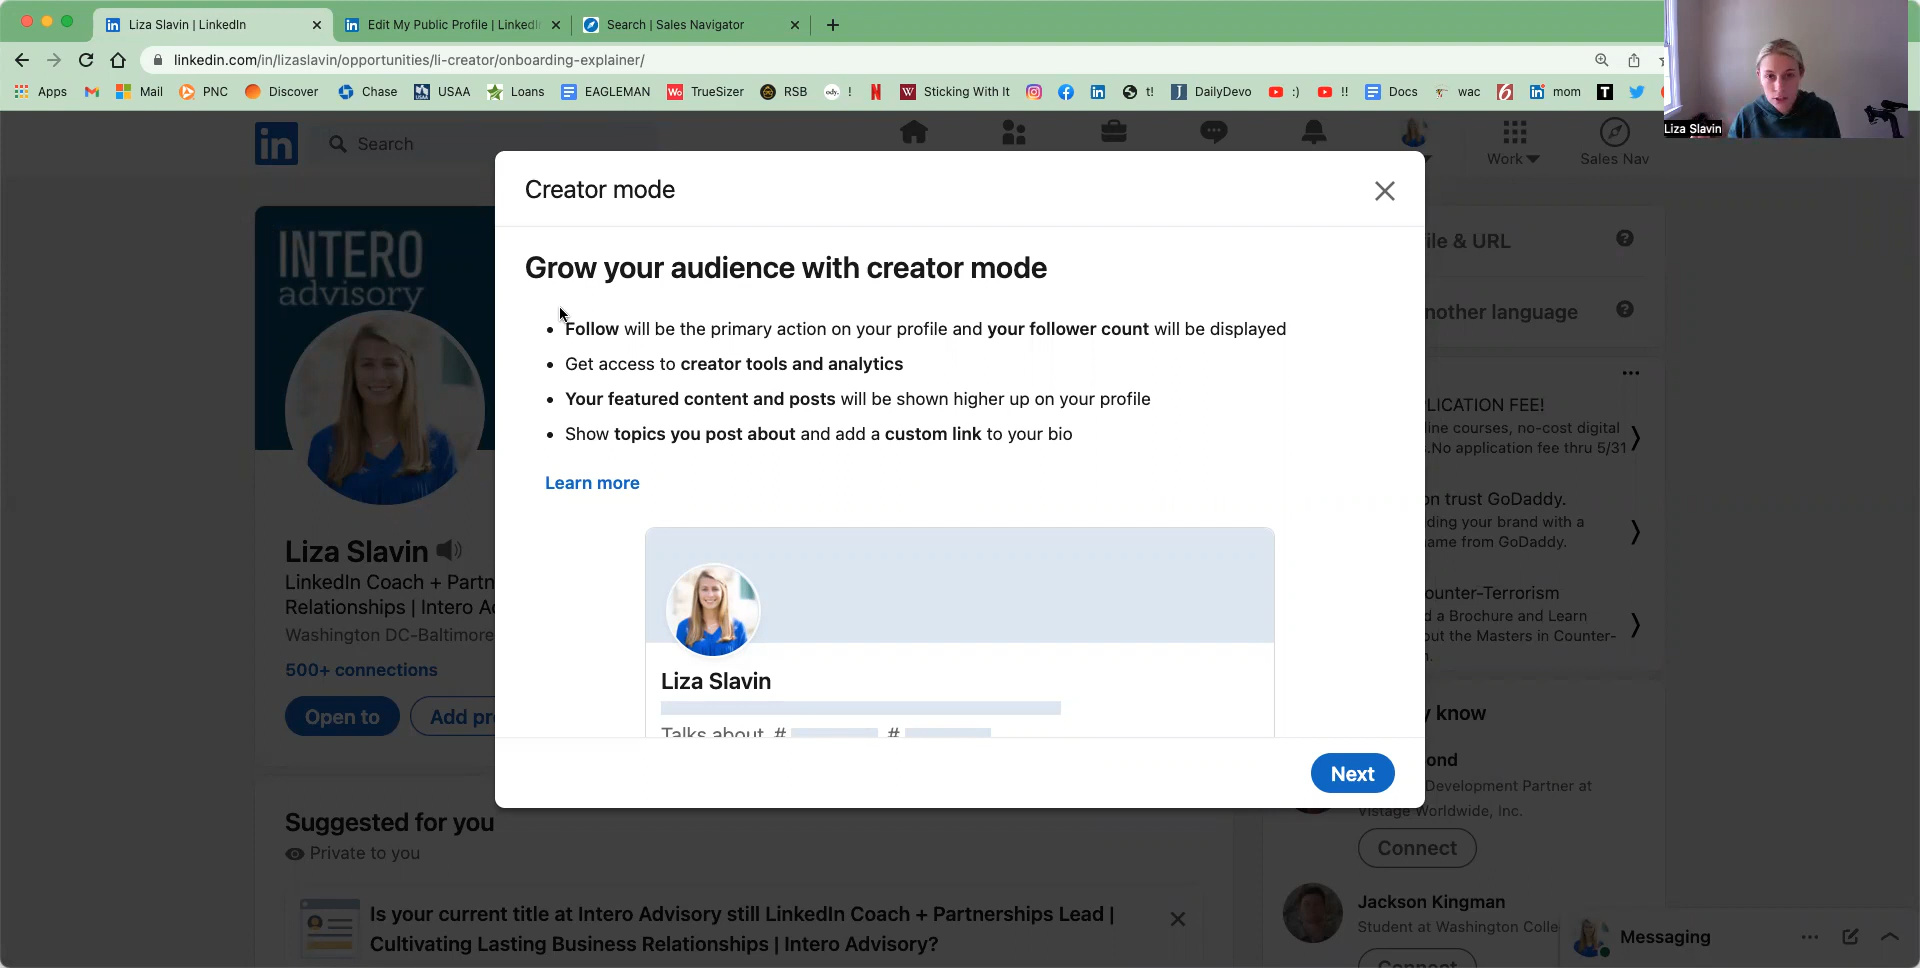 Liza Slavin | LinkedIn
Edit My Public Profile | LinkedIn
Search | Sales Navigator
linkedin.com/in/lizaslavin/opportunities/li-creator/onboarding-explainer/
Apps
Mail
PNC
Discover
Chase
USAA
Loans
EAGLEMAN
TrueSizer
RSB
!
Sticking With It
t!
DailyDevo
:)
!!
Docs
wac
mom
Liza Slavin
Search
Work
Sales Nav
Creator mode
Grow your audience with creator mode
• Follow will be the primary action on your profile and your follower count will be displayed
• Get access to creator tools and analytics
• Your featured content and posts will be shown higher up on your profile
• Show topics you post about and add a custom link to your bio
Learn more
Liza Slavin
Talks about # #
Next
INTERO
advisory
Liza Slavin
LinkedIn Coach + Partn
Relationships | Intero Ad
Washington DC-Baltimore
500+ connections
Open to
Add pro
Suggested for you
Private to you
Is your current title at Intero Advisory still LinkedIn Coach + Partnerships Lead |
Cultivating Lasting Business Relationships | Intero Advisory?
ile & URL
nother language
LICATION FEE!
line courses, no-cost digital
.No application fee thru 5/31
on trust GoDaddy.
ding your brand with a
ame from GoDaddy.
ounter-Terrorism
d a Brochure and Learn
out the Masters in Counter-
n.
y know
ond
Development Partner at
Vistage Worldwide, Inc.
Connect
Jackson Kingman
Student at Washington Colle
Connect
Messaging